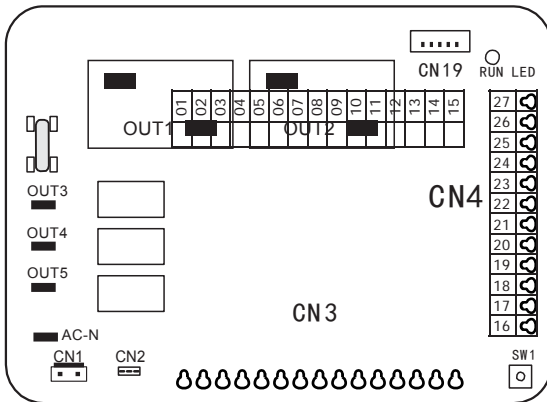 CN19
RUN LED
01 02 03 04 05 06 07 08 09 10 11 12 13 14 15
OUT1
OUT2
27
26
25
24
23
22
21
20
19
18
17
16
CN4
OUT3
OUT4
OUT5
CN3
AC-N
CN1
CN2
SW1